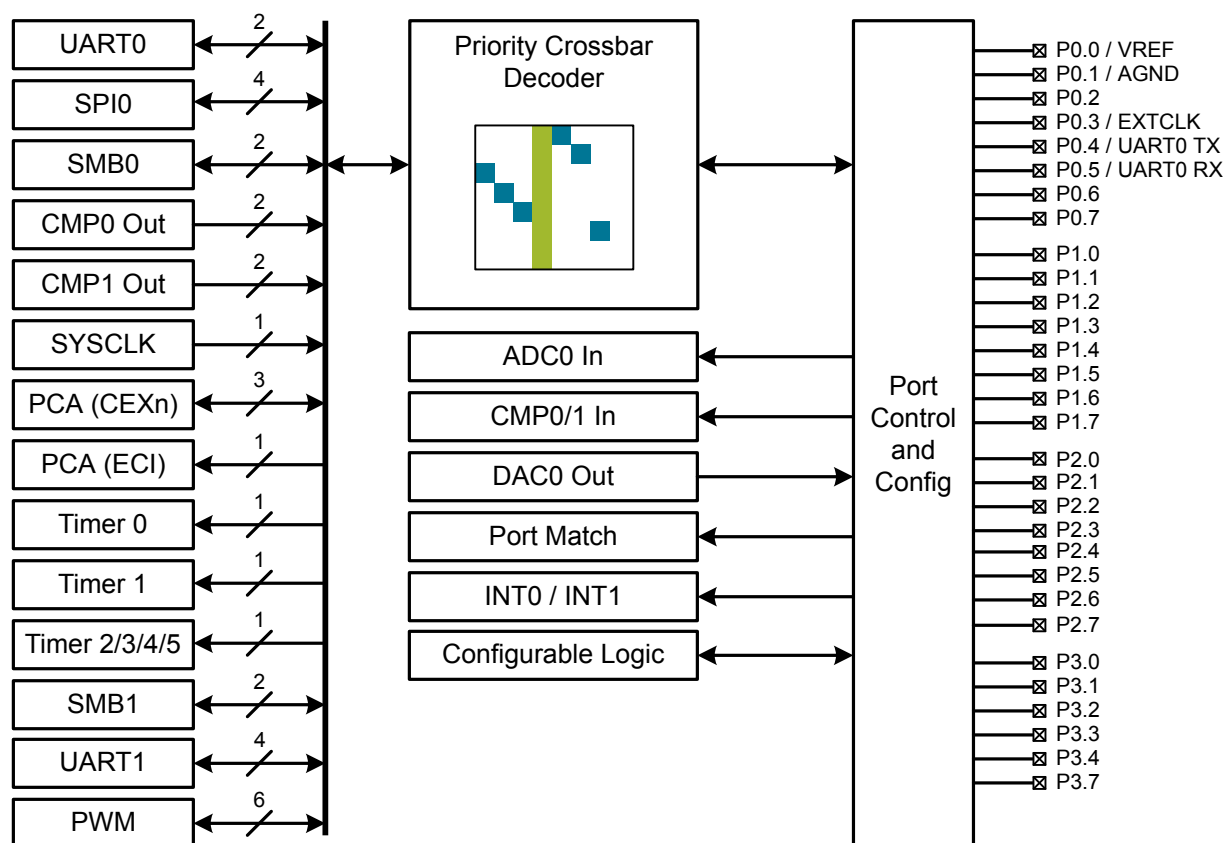 UART0
2
SPI0
4
SMB0
2
CMP0 Out
2
CMP1 Out
2
SYSCLK
1
PCA (CEXn)
3
PCA (ECI)
1
Timer 0
1
Timer 1
1
Timer 2/3/4/5
1
SMB1
2
UART1
4
PWM
6
Priority Crossbar
Decoder
ADC0 In
CMP0/1 In
DAC0 Out
Port Match
INT0 / INT1
Configurable Logic
Port
Control
and
Config
P0.0 / VREF
P0.1 / AGND
P0.2
P0.3 / EXTCLK
P0.4 / UART0 TX
P0.5 / UART0 RX
P0.6
P0.7
P1.0
P1.1
P1.2
P1.3
P1.4
P1.5
P1.6
P1.7
P2.0
P2.1
P2.2
P2.3
P2.4
P2.5
P2.6
P2.7
P3.0
P3.1
P3.2
P3.3
P3.4
P3.7